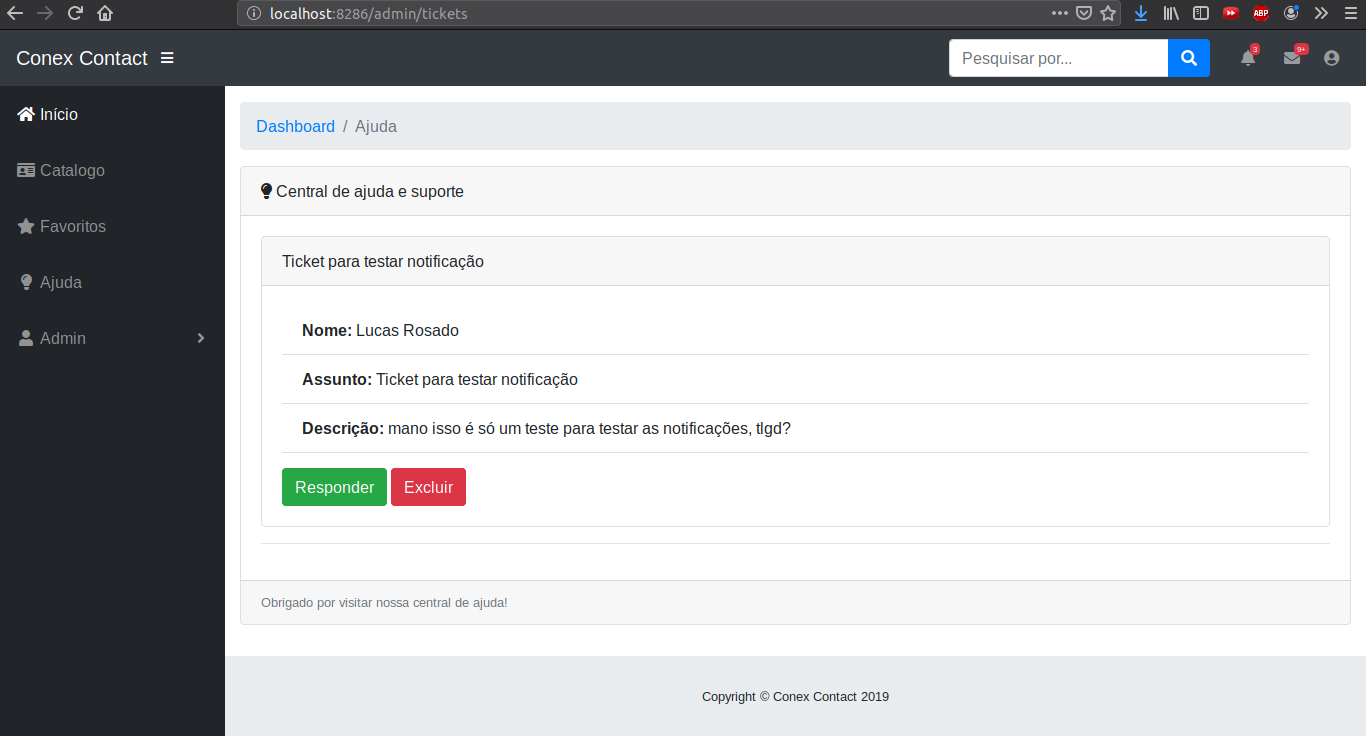 localhost:8286/admin/tickets
ABP
Conex Contact
Pesquisar por...
3
9+
Início
Catalogo
Favoritos
Ajuda
Admin
Dashboard / Ajuda
Central de ajuda e suporte
Ticket para testar notificação
Nome: Lucas Rosado
Assunto: Ticket para testar notificação
Descrição: mano isso é só um teste para testar as notificações, tlgd?
Responder Excluir
Obrigado por visitar nossa central de ajuda!
Copyright © Conex Contact 2019